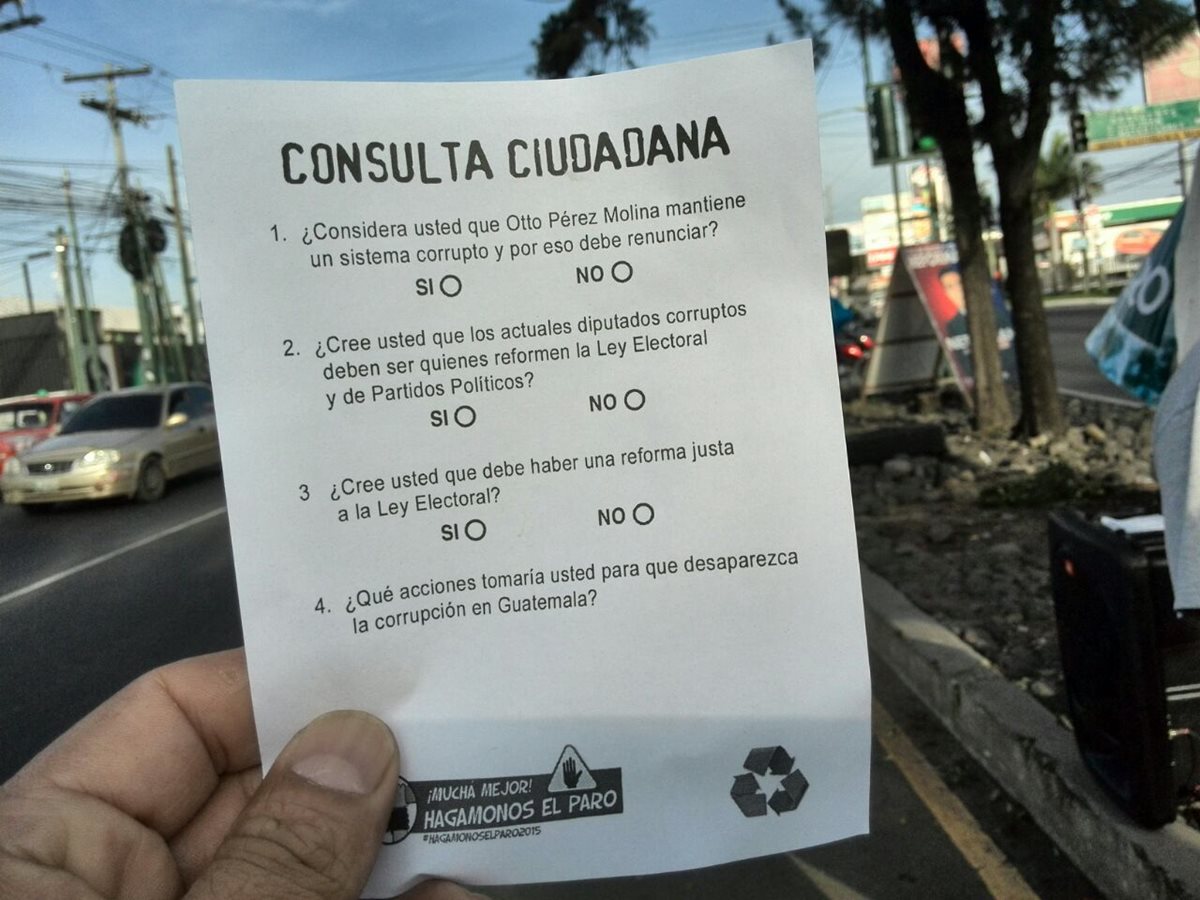 CONSULTA CIUDADANA
1. ¿Considera usted que Otto Pérez Molina mantiene
un sistema corrupto y por eso debe renunciar?
SI NO
2. ¿Cree usted que los actuales diputados corruptos
deben ser quienes reformen la Ley Electoral
y de Partidos Políticos?
SI NO
3 ¿Cree usted que debe haber una reforma justa
a la Ley Electoral?
SI NO
4. ¿Qué acciones tomaría usted para que desaparezca
la corrupción en Guatemala?
¡MUCHÁ MEJOR!
HAGAMONOS EL PARO
#HAGAMONOSELPARO2015